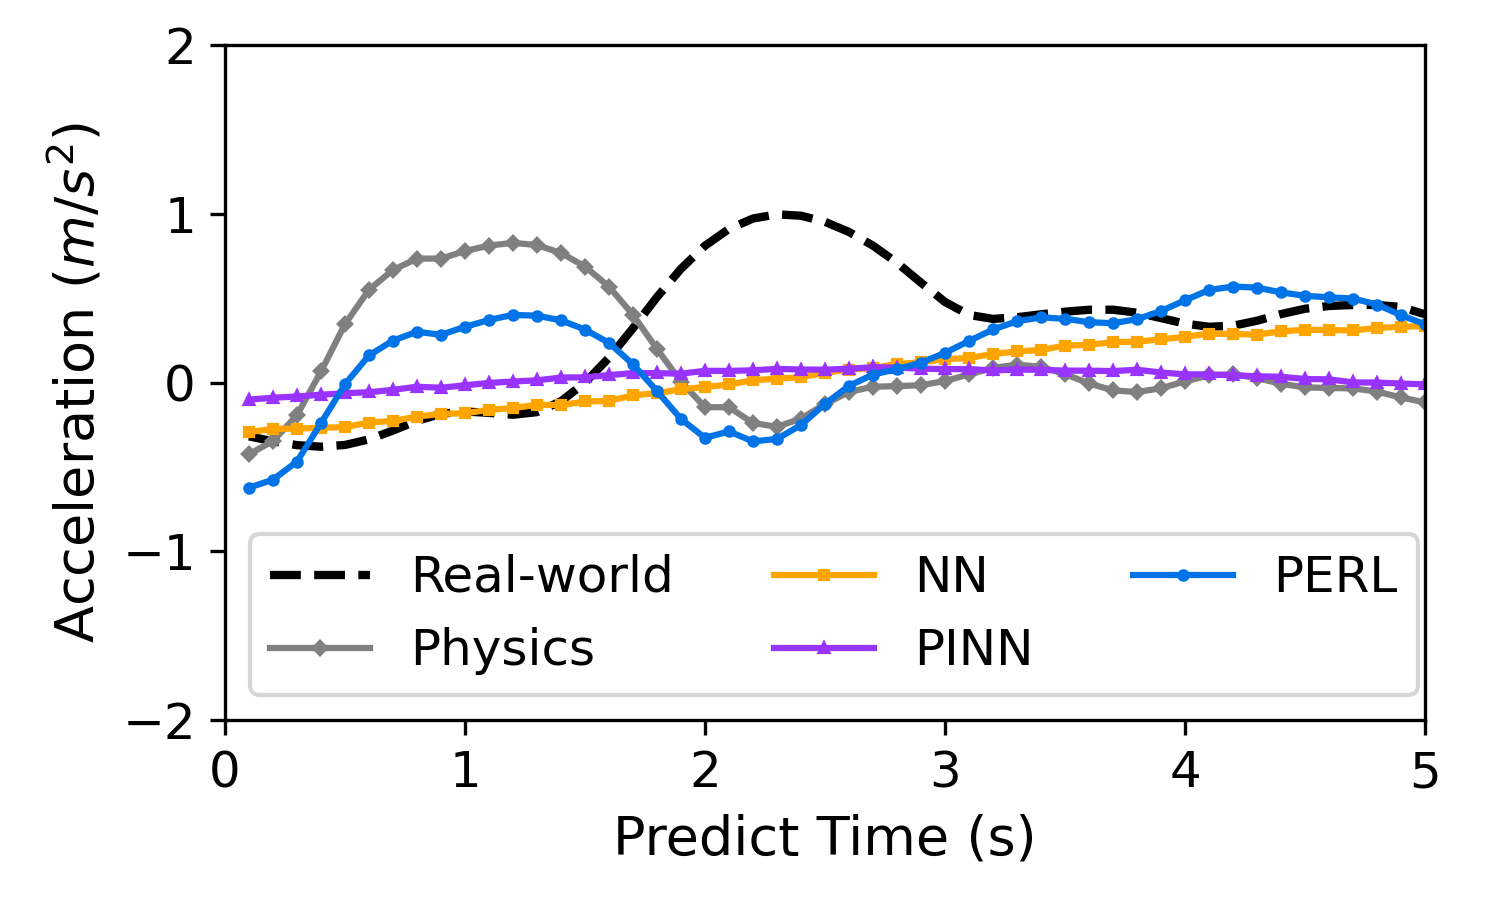 2
1
0
−1
−2
Acceleration (m/s²)
Real-world
NN
PERL
Physics
PINN
0 1 2 3 4 5
Predict Time (s)